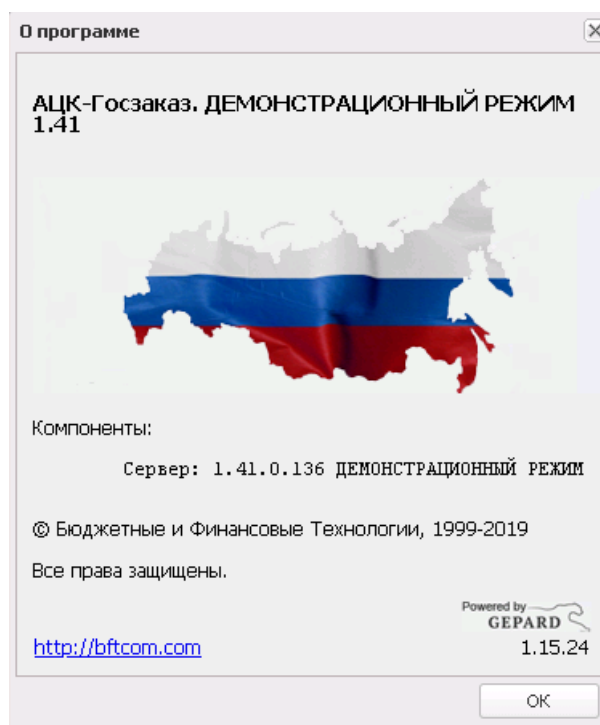 О программе
АЦК-Госзаказ. ДЕМОНСТРАЦИОННЫЙ РЕЖИМ
1.41
Компоненты:
Сервер: 1.41.0.136 ДЕМОНСТРАЦИОННЫЙ РЕЖИМ
© Бюджетные и Финансовые Технологии, 1999-2019
Все права защищены.
Powered by
GEPARD
http://bftcom.com
1.15.24
ОК